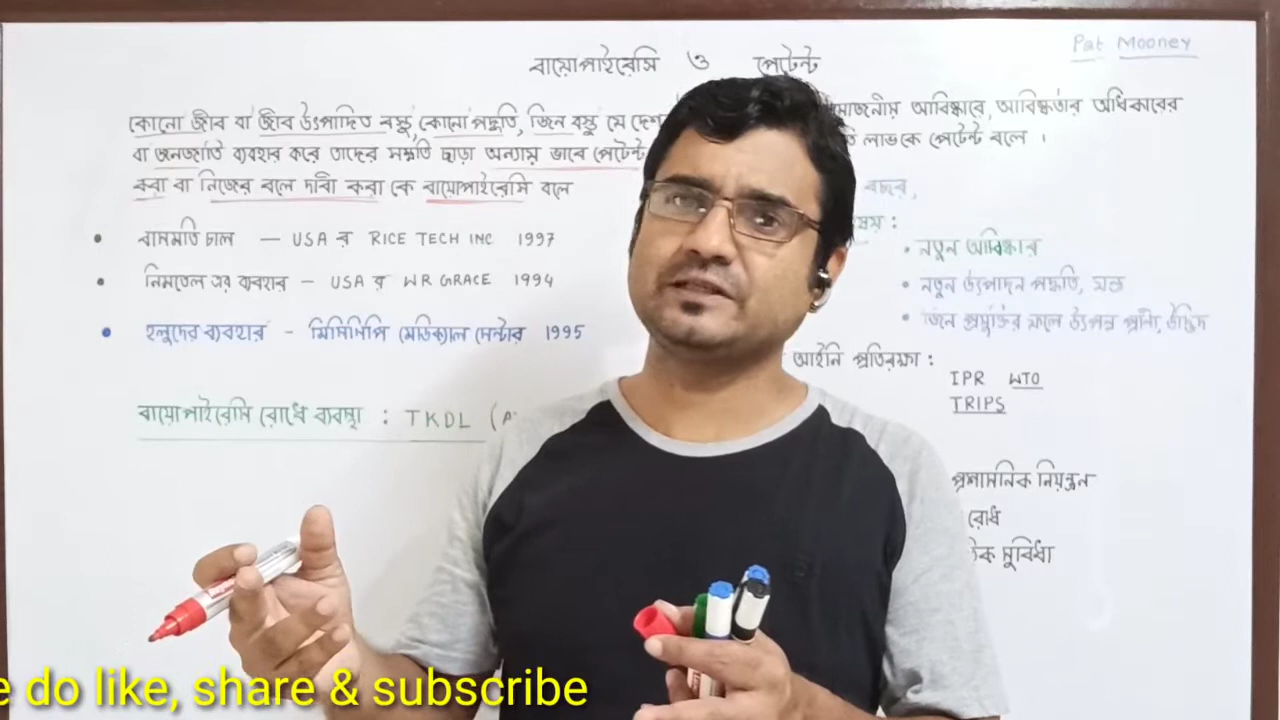 Pat Mooney
বায়োপাইরেসি ও পেটেন্ট
কোনো জীব বা জীব উৎপাদিত বস্তু, কোনো পদ্ধতি, জিন বস্তু যে দেশ
বা জনজাতি ব্যবহার করে তাদের সম্মতি ছাড়া অন্যায় ভাবে পেটেন্ট
করা বা নিজের বলে দাবী করা কে বায়োপাইরেসি বলে
• বাসমতি চাল — USA র RICE TECH INC 1997
• নিমতেল এর ব্যবহার — USA র WR GRACE 1994
• হলুদের ব্যবহার - মিসিসিপি মেডিক্যাল সেন্টার 1995
বায়োপাইরেসি রোধে ব্যবস্থা : TKDL (
আবিষ্কারে, আবিষ্কর্তার অধিকারের
লাভকে পেটেন্ট বলে ।
বছর,
• নতুন আবিষ্কার
• নতুন উৎপাদন পদ্ধতি, যন্ত্র
• জিন প্রযুক্তির ফলে উৎপন্ন প্রাণী, উদ্ভিদ
আইনি প্রতিরক্ষা :
IPR WTO
TRIPS
প্রশাসনিক নিয়ন্ত্রন
রোধ
সুবিধা
e do like, share & subscribe